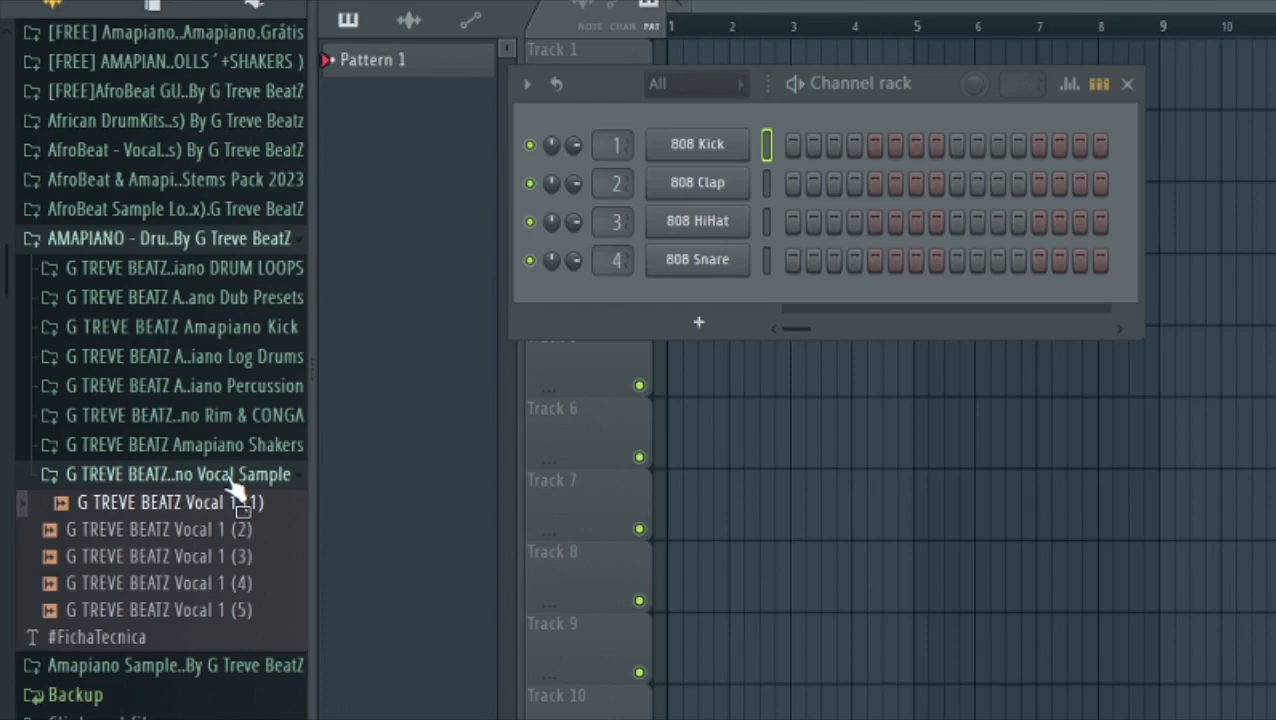 [FREE] Amapiano..Amapiano.Grátis
[FREE] AMAPIAN..OLLS´+SHAKERS )
[FREE]AfroBeat GU..By G Treve BeatZ
African DrumKits..s) By G Treve Beatz
AfroBeat - Vocal..s) By G Treve Beatz
AfroBeat & Amapi..Stems Pack 2023
AfroBeat Sample Lo..x).G Treve BeatZ
AMAPIANO - Dru..By G Treve BeatZ
G TREVE BEATZ..iano DRUM LOOPS
G TREVE BEATZ A..ano Dub Presets
G TREVE BEATZ Amapiano Kick
G TREVE BEATZ A..iano Log Drums
G TREVE BEATZ A..iano Percussion
G TREVE BEATZ..no Rim & CONGA
G TREVE BEATZ Amapiano Shakers
G TREVE BEATZ..no Vocal Sample
G TREVE BEATZ Vocal 1 (1)
G TREVE BEATZ Vocal 1 (2)
G TREVE BEATZ Vocal 1 (3)
G TREVE BEATZ Vocal 1 (4)
G TREVE BEATZ Vocal 1 (5)
#FichaTecnica
Amapiano Sample..By G Treve BeatZ
Backup
Pattern 1
NOTE CHAN PAT
1 2 3 4 5 6 7 8 9 10
Track 1
All
Channel rack
1 808 Kick
2 808 Clap
3 808 HiHat
4 808 Snare
+
...
Track 6
...
Track 7
...
Track 8
...
Track 9
...
Track 10